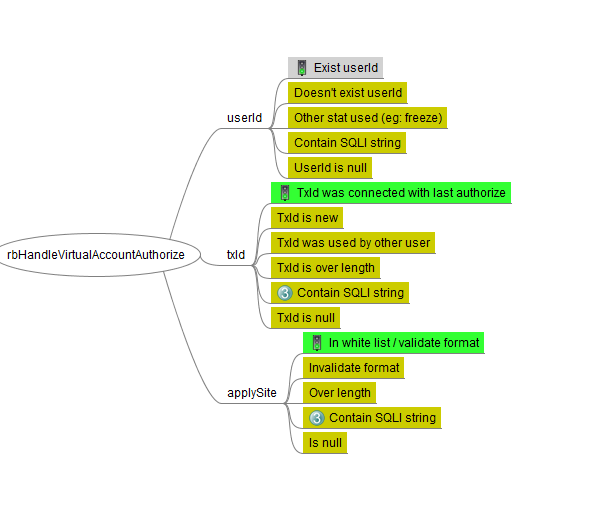 rbHandleVirtualAccountAuthorize
userId
Exist userId
Doesn't exist userId
Other stat used (eg: freeze)
Contain SQLI string
UserId is null
txId
TxId was connected with last authorize
TxId is new
TxId was used by other user
TxId is over length
3 Contain SQLI string
TxId is null
applySite
In white list / validate format
Invalidate format
Over length
3 Contain SQLI string
Is null